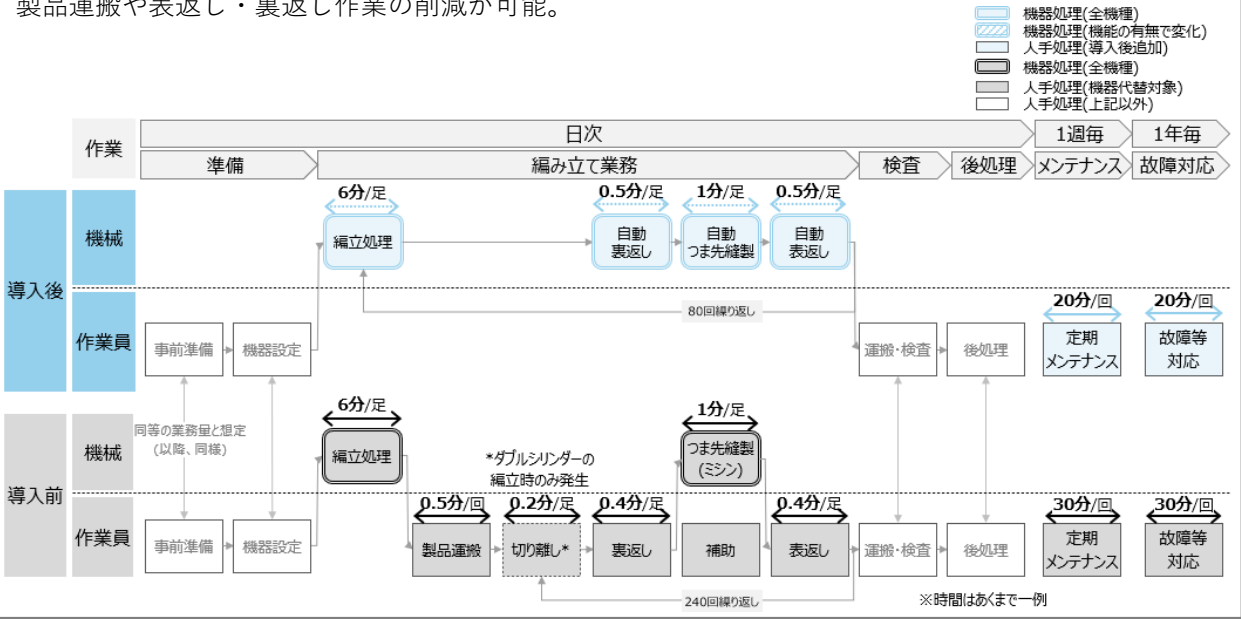 製品運搬や表返し・裏返し作業の削減が可能。
機器処理(全機種)
機器処理(機能の有無で変化)
人手処理(導入後追加)
機器処理(全機種)
人手処理(機器代替対象)
人手処理(上記以外)
作業
日次
1週毎
1年毎
準備
編み立て業務
検査
後処理
メンテナンス
故障対応
導入後
機械
6分/足
編立処理
0.5分/足
自動
裏返し
1分/足
自動
つま先縫製
0.5分/足
自動
表返し
80回繰り返し
作業員
事前準備
機器設定
運搬・検査
後処理
20分/回
定期
メンテナンス
20分/回
故障等
対応
同等の業務量と想定
(以降、同様)
導入前
機械
6分/足
編立処理
*ダブルシリンダーの
編立時のみ発生
1分/足
つま先縫製
(ミシン)
作業員
事前準備
機器設定
0.5分/回
製品運搬
0.2分/足
切り離し*
0.4分/足
裏返し
補助
0.4分/足
表返し
運搬・検査
後処理
30分/回
定期
メンテナンス
30分/回
故障等
対応
240回繰り返し
※時間はあくまで一例